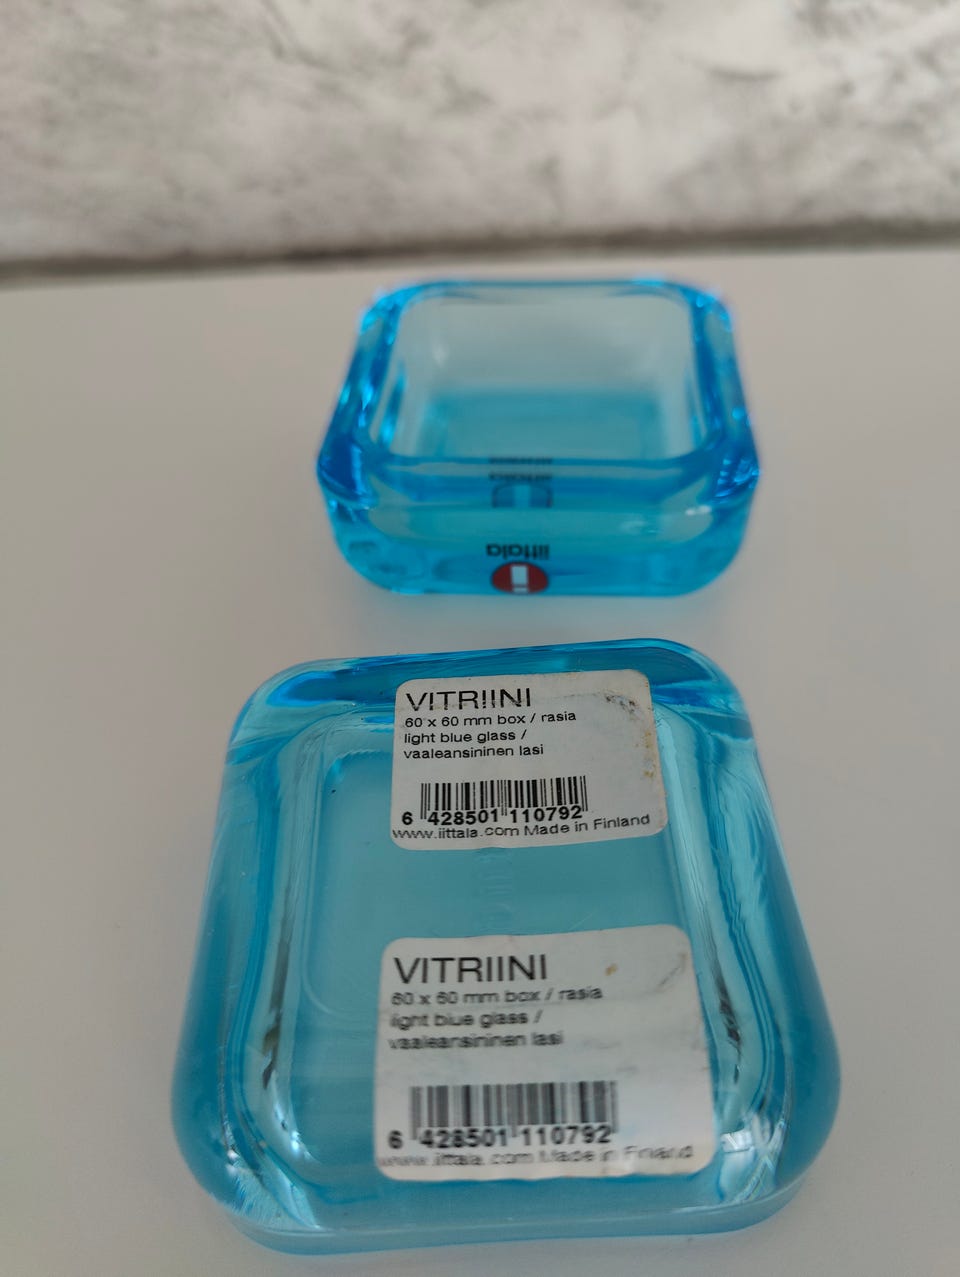 iittala
i
VITRIINI
60 x 60 mm box / rasia
light blue glass /
vaaleansininen lasi
6 428501 110792
www.iittala.com Made in Finland
VITRIINI
60 x 60 mm box / rasia
light blue glass /
vaaleansininen lasi
6 428501 110792
www.iittala.com Made in Finland